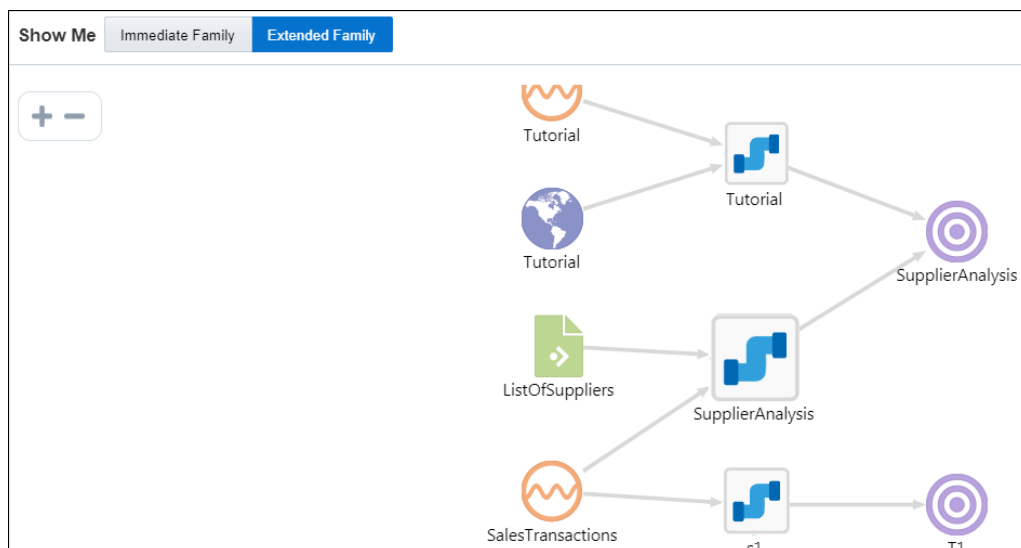 Show Me Immediate Family Extended Family
Tutorial
Tutorial
Tutorial
SupplierAnalysis
ListOfSuppliers
SupplierAnalysis
SalesTransactions